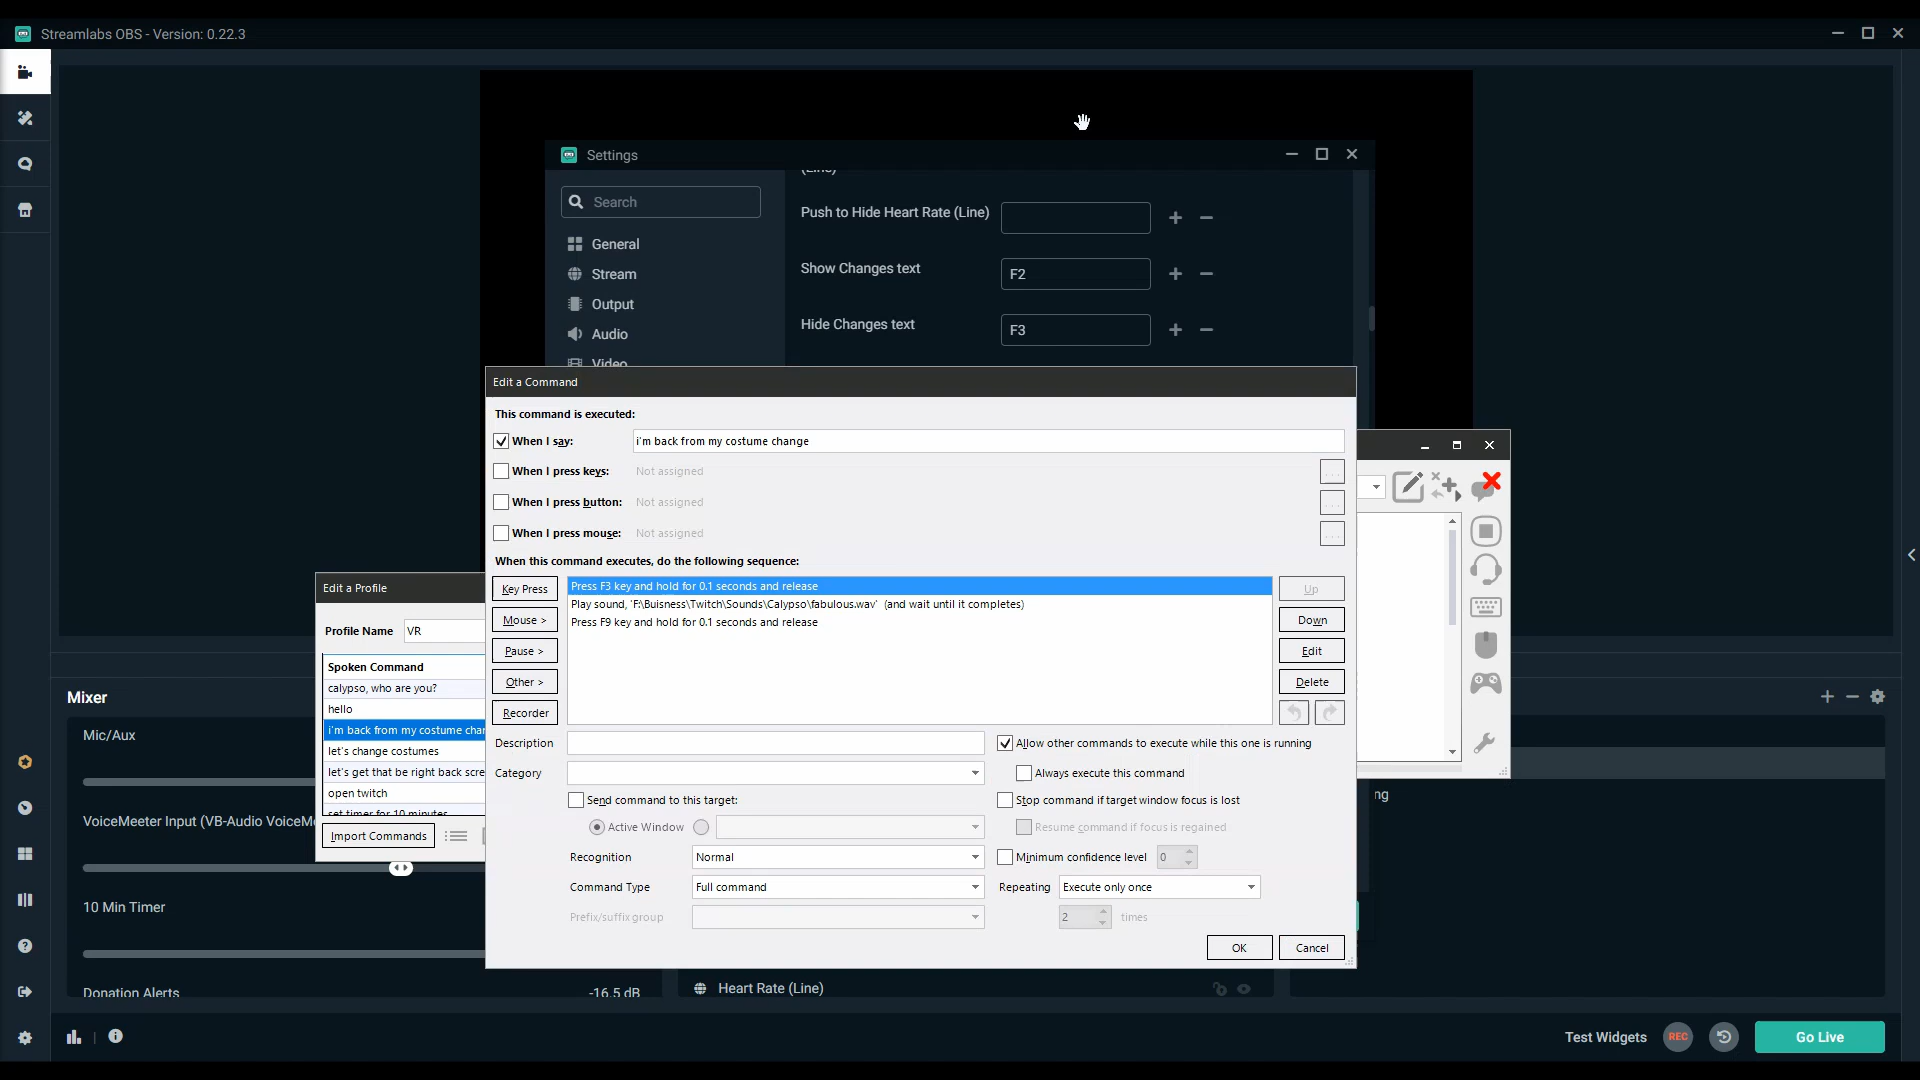 Streamlabs OBS - Version: 0.22.3
Settings
Search
General
Stream
Output
Audio
Video
(Line)
Push to Hide Heart Rate (Line)
Show Changes text
F2
Hide Changes text
F3
Edit a Command
This command is executed:
When I say:
i'm back from my costume change
When I press keys:
Not assigned
...
When I press button:
Not assigned
...
When I press mouse:
Not assigned
...
When this command executes, do the following sequence:
Key Press
Mouse >
Pause >
Other >
Recorder
Press F3 key and hold for 0.1 seconds and release
Play sound, 'F:\Buisness\Twitch\Sounds\Calypso\fabulous.wav' (and wait until it completes)
Press F9 key and hold for 0.1 seconds and release
Up
Down
Edit
Delete
Description
Category
Allow other commands to execute while this one is running
Always execute this command
Send command to this target:
Stop command if target window focus is lost
Active Window
Resume command if focus is regained
Recognition
Normal
Minimum confidence level
0
Command Type
Full command
Repeating
Execute only once
Prefix/suffix group
2
times
OK
Cancel
Edit a Profile
Profile Name
VR
Spoken Command
calypso, who are you?
hello
i'm back from my costume char
let's change costumes
let's get that be right back scre
open twitch
set timer for 10 minutes
Import Commands
Mixer
Mic/Aux
VoiceMeeter Input (VB-Audio VoiceMe
10 Min Timer
Donation Alerts
-16.5 dB
Heart Rate (Line)
ng
Test Widgets
REC
Go Live